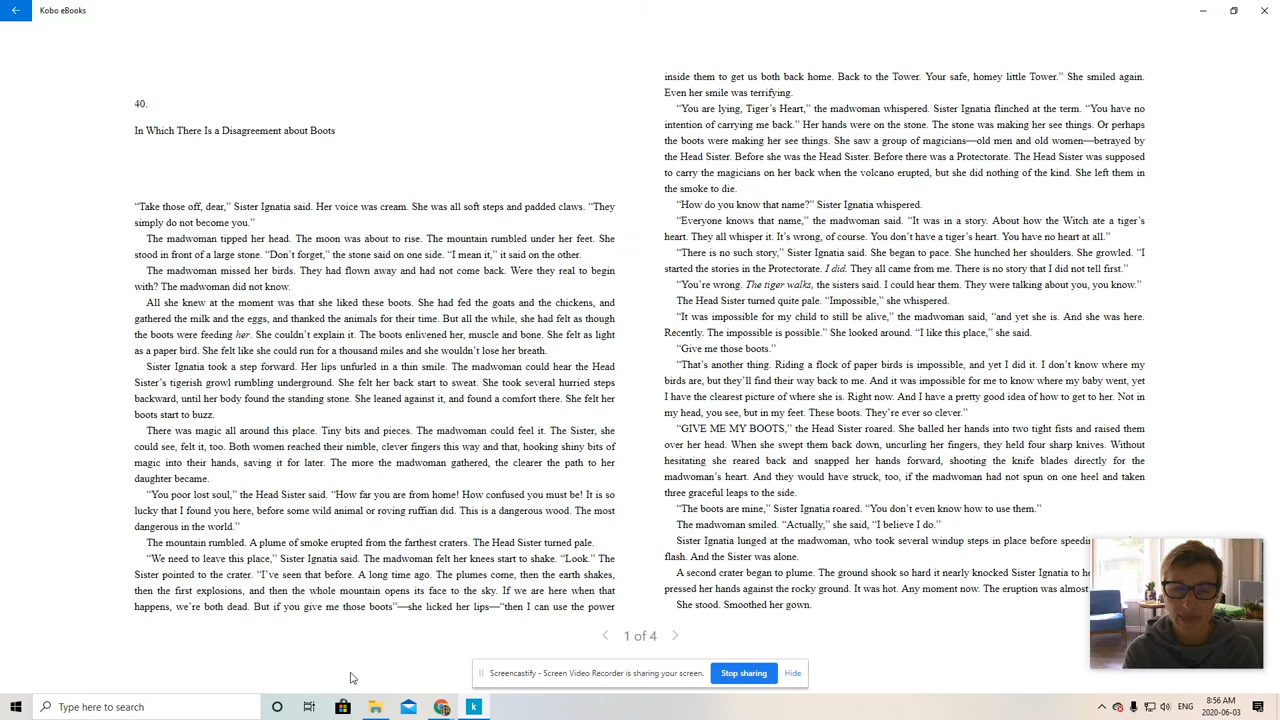 Kobo eBooks
40.
In Which There Is a Disagreement about Boots
“Take those off, dear,” Sister Ignatia said. Her voice was cream. She was all soft steps and padded claws. “They
simply do not become you.”
The madwoman tipped her head. The moon was about to rise. The mountain rumbled under her feet. She
stood in front of a large stone. “Don’t forget,” the stone said on one side. “I mean it,” it said on the other.
The madwoman missed her birds. They had flown away and had not come back. Were they real to begin
with? The madwoman did not know.
All she knew at the moment was that she liked these boots. She had fed the goats and the chickens, and
gathered the milk and the eggs, and thanked the animals for their time. But all the while, she had felt as though
the boots were feeding her. She couldn’t explain it. The boots enlivened her, muscle and bone. She felt as light
as a paper bird. She felt like she could run for a thousand miles and she wouldn’t lose her breath.
Sister Ignatia took a step forward. Her lips unfurled in a thin smile. The madwoman could hear the Head
Sister’s tigerish growl rumbling underground. She felt her back start to sweat. She took several hurried steps
backward, until her body found the standing stone. She leaned against it, and found a comfort there. She felt her
boots start to buzz.
There was magic all around this place. Tiny bits and pieces. The madwoman could feel it. The Sister, she
could see, felt it, too. Both women reached their nimble, clever fingers this way and that, hooking shiny bits of
magic into their hands, saving it for later. The more the madwoman gathered, the clearer the path to her
daughter became.
“You poor lost soul,” the Head Sister said. “How far you are from home! How confused you must be! It is so
lucky that I found you here, before some wild animal or roving ruffian did. This is a dangerous wood. The most
dangerous in the world.”
The mountain rumbled. A plume of smoke erupted from the farthest craters. The Head Sister turned pale.
“We need to leave this place,” Sister Ignatia said. The madwoman felt her knees start to shake. “Look.” The
Sister pointed to the crater. “I’ve seen that before. A long time ago. The plumes come, then the earth shakes,
then the first explosions, and then the whole mountain opens its face to the sky. If we are here when that
happens, we’re both dead. But if you give me those boots”—she licked her lips—“then I can use the power
inside them to get us both back home. Back to the Tower. Your safe, homey little Tower.” She smiled again.
Even her smile was terrifying.
“You are lying, Tiger’s Heart,” the madwoman whispered. Sister Ignatia flinched at the term. “You have no
intention of carrying me back.” Her hands were on the stone. The stone was making her see things. Or perhaps
the boots were making her see things. She saw a group of magicians—old men and old women—betrayed by
the Head Sister. Before she was the Head Sister. Before there was a Protectorate. The Head Sister was supposed
to carry the magicians on her back when the volcano erupted, but she did nothing of the kind. She left them in
the smoke to die.
“How do you know that name?” Sister Ignatia whispered.
“Everyone knows that name,” the madwoman said. “It was in a story. About how the Witch ate a tiger’s
heart. They all whisper it. It’s wrong, of course. You don’t have a tiger’s heart. You have no heart at all.”
“There is no such story,” Sister Ignatia said. She began to pace. She hunched her shoulders. She growled. “I
started the stories in the Protectorate. I did. They all came from me. There is no story that I did not tell first.”
“You’re wrong. The tiger walks, the sisters said. I could hear them. They were talking about you, you know.”
The Head Sister turned quite pale. “Impossible,” she whispered.
“It was impossible for my child to still be alive,” the madwoman said, “and yet she is. And she was here.
Recently. The impossible is possible.” She looked around. “I like this place,” she said.
“Give me those boots.”
“That’s another thing. Riding a flock of paper birds is impossible, and yet I did it. I don’t know where my
birds are, but they’ll find their way back to me. And it was impossible for me to know where my baby went, yet
I have the clearest picture of where she is. Right now. And I have a pretty good idea of how to get to her. Not in
my head, you see, but in my feet. These boots. They’re ever so clever.”
“GIVE ME MY BOOTS,” the Head Sister roared. She balled her hands into two tight fists and raised them
over her head. When she swept them back down, uncurling her fingers, they held four sharp knives. Without
hesitating she reared back and snapped her hands forward, shooting the knife blades directly for the
madwoman’s heart. And they would have struck, too, if the madwoman had not spun on one heel and taken
three graceful leaps to the side.
“The boots are mine,” Sister Ignatia roared. “You don’t even know how to use them.”
The madwoman smiled. “Actually,” she said, “I believe I do.”
Sister Ignatia lunged at the madwoman, who took several windup steps in place before speedin
flash. And the Sister was alone.
A second crater began to plume. The ground shook so hard it nearly knocked Sister Ignatia to he
pressed her hands against the rocky ground. It was hot. Any moment now. The eruption was almost
She stood. Smoothed her gown.
1 of 4
Screencastify - Screen Video Recorder is sharing your screen.
Stop sharing
Hide
Type here to search
ENG
8:56 AM
2020-06-03